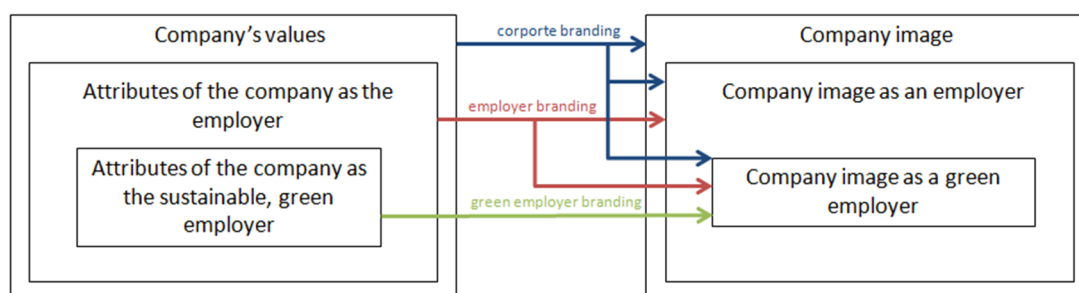 Company's values
corporte branding
Company image
Attributes of the company as the
employer
employer branding
Company image as an employer
Attributes of the company as
the sustainable, green
employer
green employer branding
Company image as a green
employer